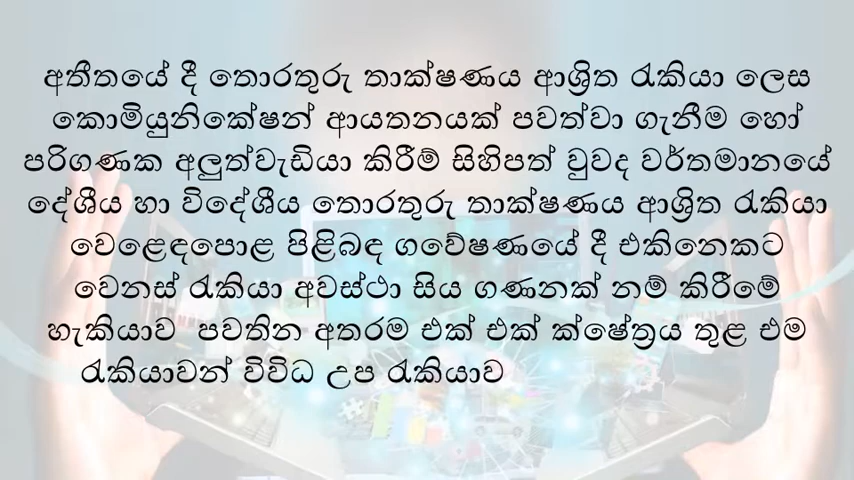 අතීතයේ දී තොරතුරු තාක්ෂණය ආශ්‍රිත රැකියා ලෙස
කොමියුනිකේෂන් ආයතනයක් පවත්වා ගැනීම හෝ
පරිගණක අලුත්වැඩියා කිරීම් සිහිපත් වුවද වර්තමානයේ
දේශීය හා විදේශීය තොරතුරු තාක්ෂණය ආශ්‍රිත රැකියා
වෙළෙඳපොළ පිළිබඳ ගවේෂණයේ දී එකිනෙකට
වෙනස් රැකියා අවස්ථා සිය ගණනක් නම් කිරීමේ
හැකියාව පවතින අතරම එක් එක් ක්ෂේත්‍රය තුළ එම
රැකියාවන් විවිධ උප රැකියාව